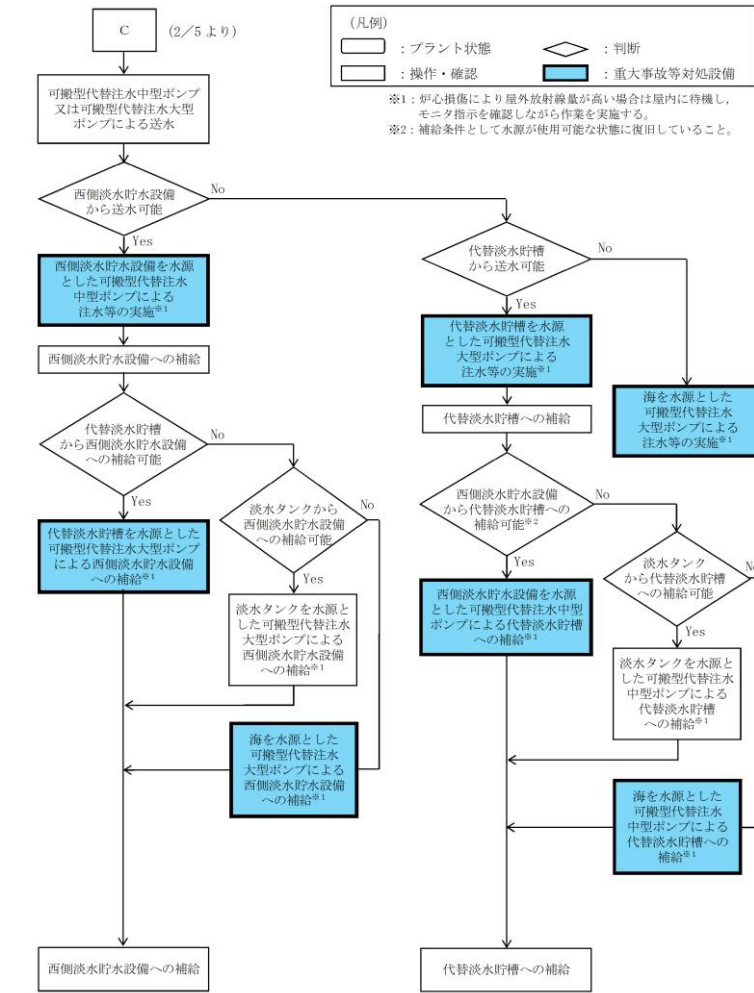 C (2/5より)
(凡例)
:プラント状態
:判断
:操作・確認
:重大事故等対処設備
※1:炉心損傷により屋外放射線量が高い場合は屋内に待機し,
モニタ指示を確認しながら作業を実施する。
※2:補給条件として水源が使用可能な状態に復旧していること。
可搬型代替注水中型ポンプ
又は可搬型代替注水大型
ポンプによる送水
西側淡水貯水設備
から送水可能
No
Yes
西側淡水貯水設備を水源
とした可搬型代替注水
中型ポンプによる
注水等の実施※1
西側淡水貯水設備への補給
代替淡水貯槽
から西側淡水貯水設備
への補給可能
No
Yes
代替淡水貯槽を水源とした
可搬型代替注水大型ポンプ
による西側淡水貯水設備
への補給※1
淡水タンクから
西側淡水貯水設備
への補給可能
No
Yes
淡水タンクを水源と
した可搬型代替注水
大型ポンプによる
西側淡水貯水設備
への補給※1
海を水源とした
可搬型代替注水
大型ポンプによる
西側淡水貯水設備
への補給※1
西側淡水貯水設備への補給
代替淡水貯槽
から送水可能
No
Yes
代替淡水貯槽を水源
とした可搬型代替注水
大型ポンプによる
注水等の実施※1
海を水源とした
可搬型代替注水
大型ポンプによる
注水等の実施※1
代替淡水貯槽への補給
西側淡水貯水設備
から代替淡水貯槽への
補給可能※2
No
Yes
西側淡水貯水設備を水源
とした可搬型代替注水中型
ポンプによる代替淡水貯槽
への補給※1
淡水タンク
から代替淡水貯槽
への補給可能
No
Yes
淡水タンクを水源と
した可搬型代替注水
中型ポンプによる
代替淡水貯槽
への補給※1
海を水源とした
可搬型代替注水
中型ポンプによる
代替淡水貯槽への
補給※1
代替淡水貯槽への補給